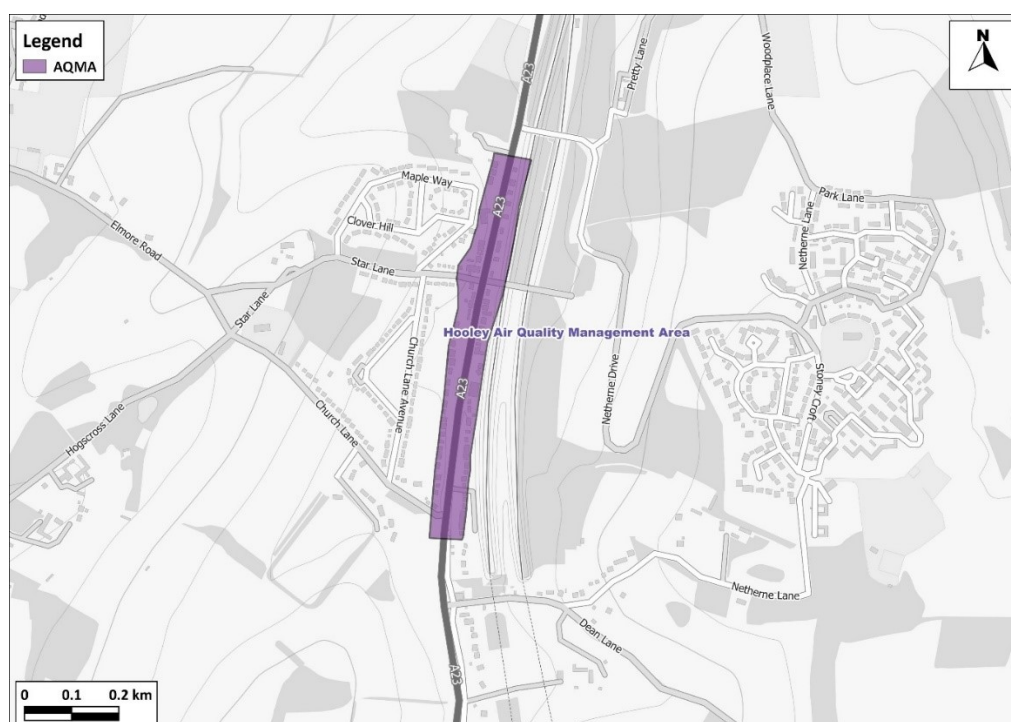 Legend
AQMA
N
A23
Pretty Lane
Woodplace Lane
A23
Maple Way
Clover Hill
Park Lane
Netherne Lane
Elmore Road
Star Lane
Star Lane
Hooley Air Quality Management Area
Church Lane Avenue
Netherne Drive
Stoney Croft
A23
Hogscross Lane
Church Lane
Netherne Lane
Dean Lane
A23
0 0.1 0.2 km